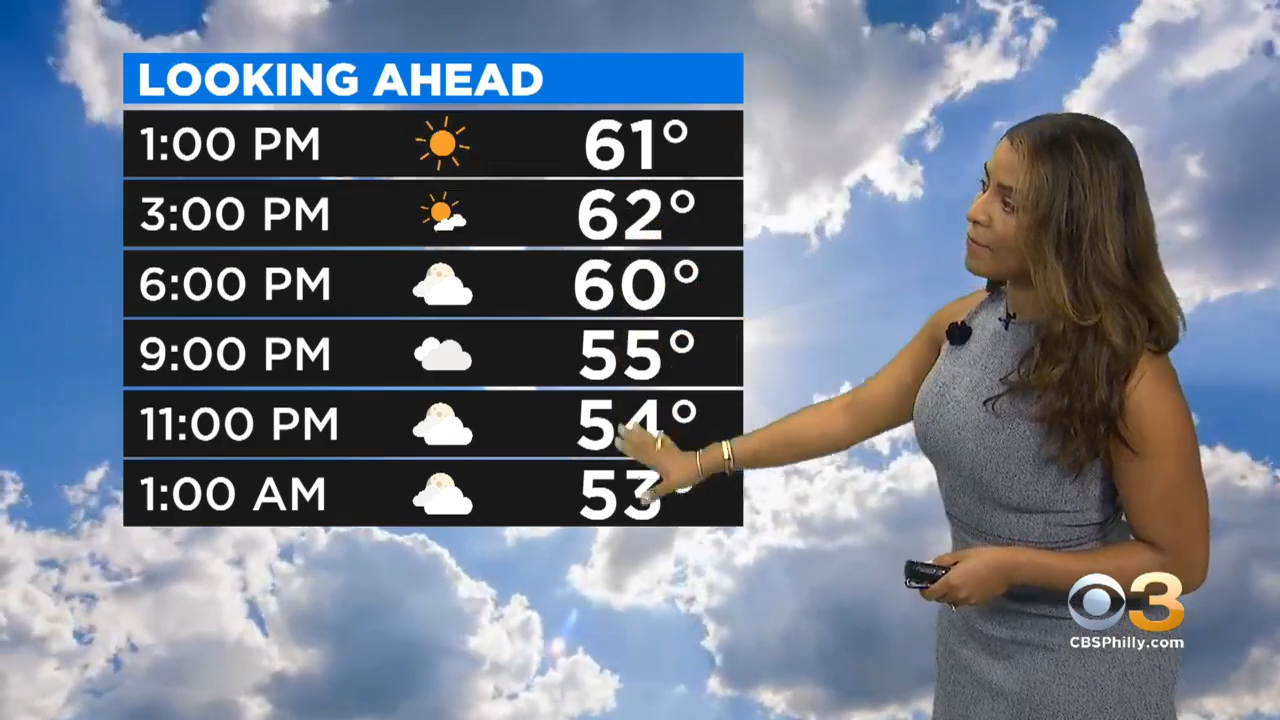 LOOKING AHEAD
1:00 PM 61°
3:00 PM 62°
6:00 PM 60°
9:00 PM 55°
11:00 PM 54°
1:00 AM 53°
3
CBSPhilly.com